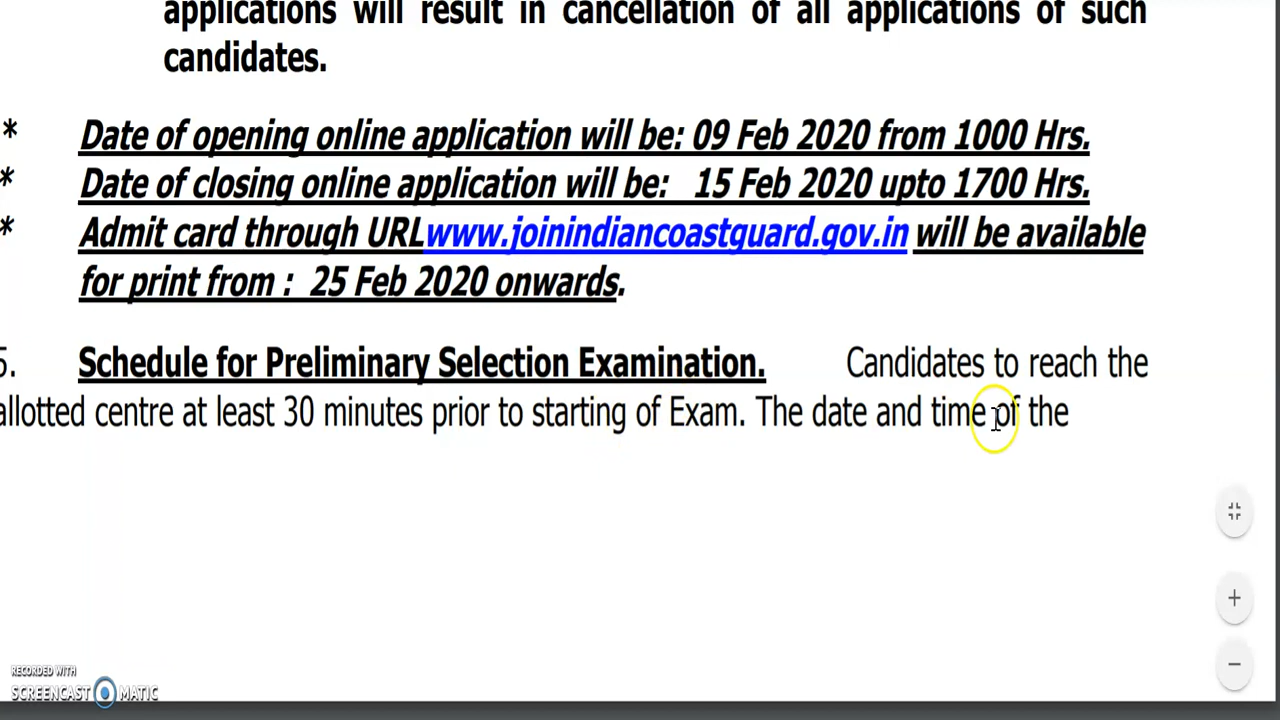 applications will result in cancellation of all applications of such
candidates.
* Date of opening online application will be: 09 Feb 2020 from 1000 Hrs.
* Date of closing online application will be: 15 Feb 2020 upto 1700 Hrs.
* Admit card through URLwww.joinindiancoastguard.gov.in will be available
for print from : 25 Feb 2020 onwards.
5. Schedule for Preliminary Selection Examination. Candidates to reach the
allotted centre at least 30 minutes prior to starting of Exam. The date and time of the
RECORDED WITH
SCREENCAST MATIC